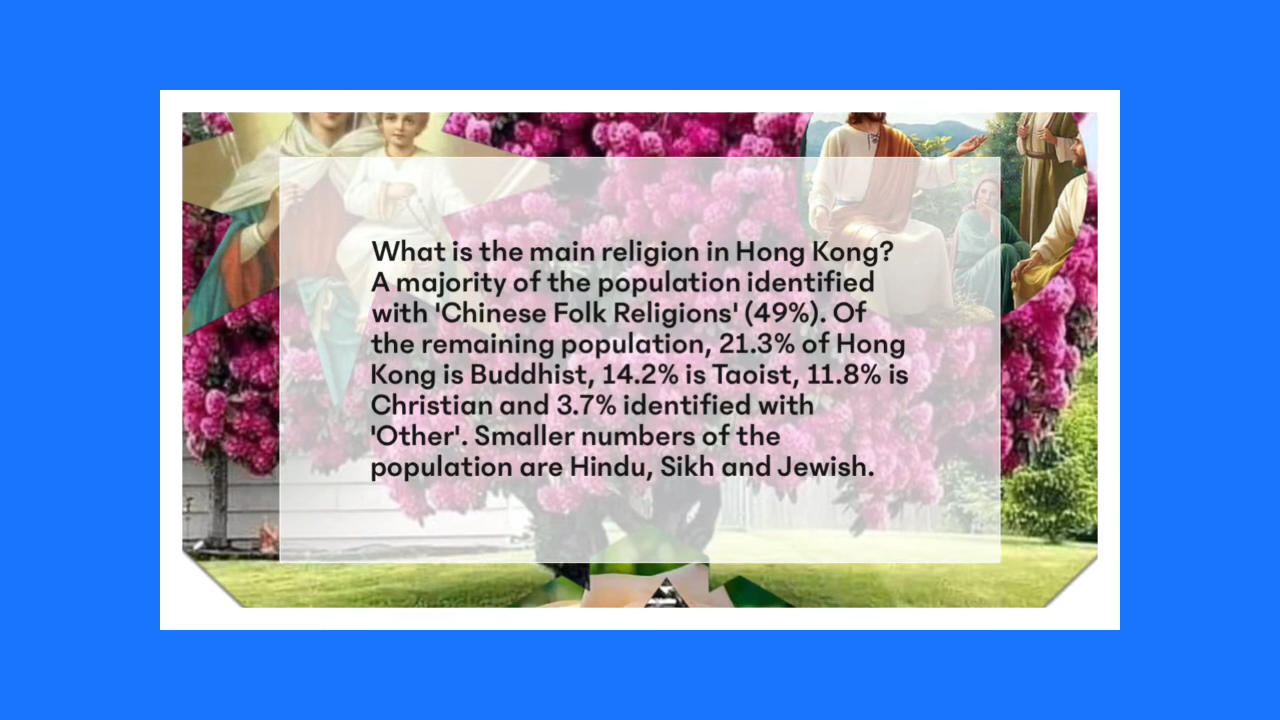 What is the main religion in Hong Kong?
A majority of the population identified
with 'Chinese Folk Religions' (49%). Of
the remaining population, 21.3% of Hong
Kong is Buddhist, 14.2% is Taoist, 11.8% is
Christian and 3.7% identified with
'Other'. Smaller numbers of the
population are Hindu, Sikh and Jewish.